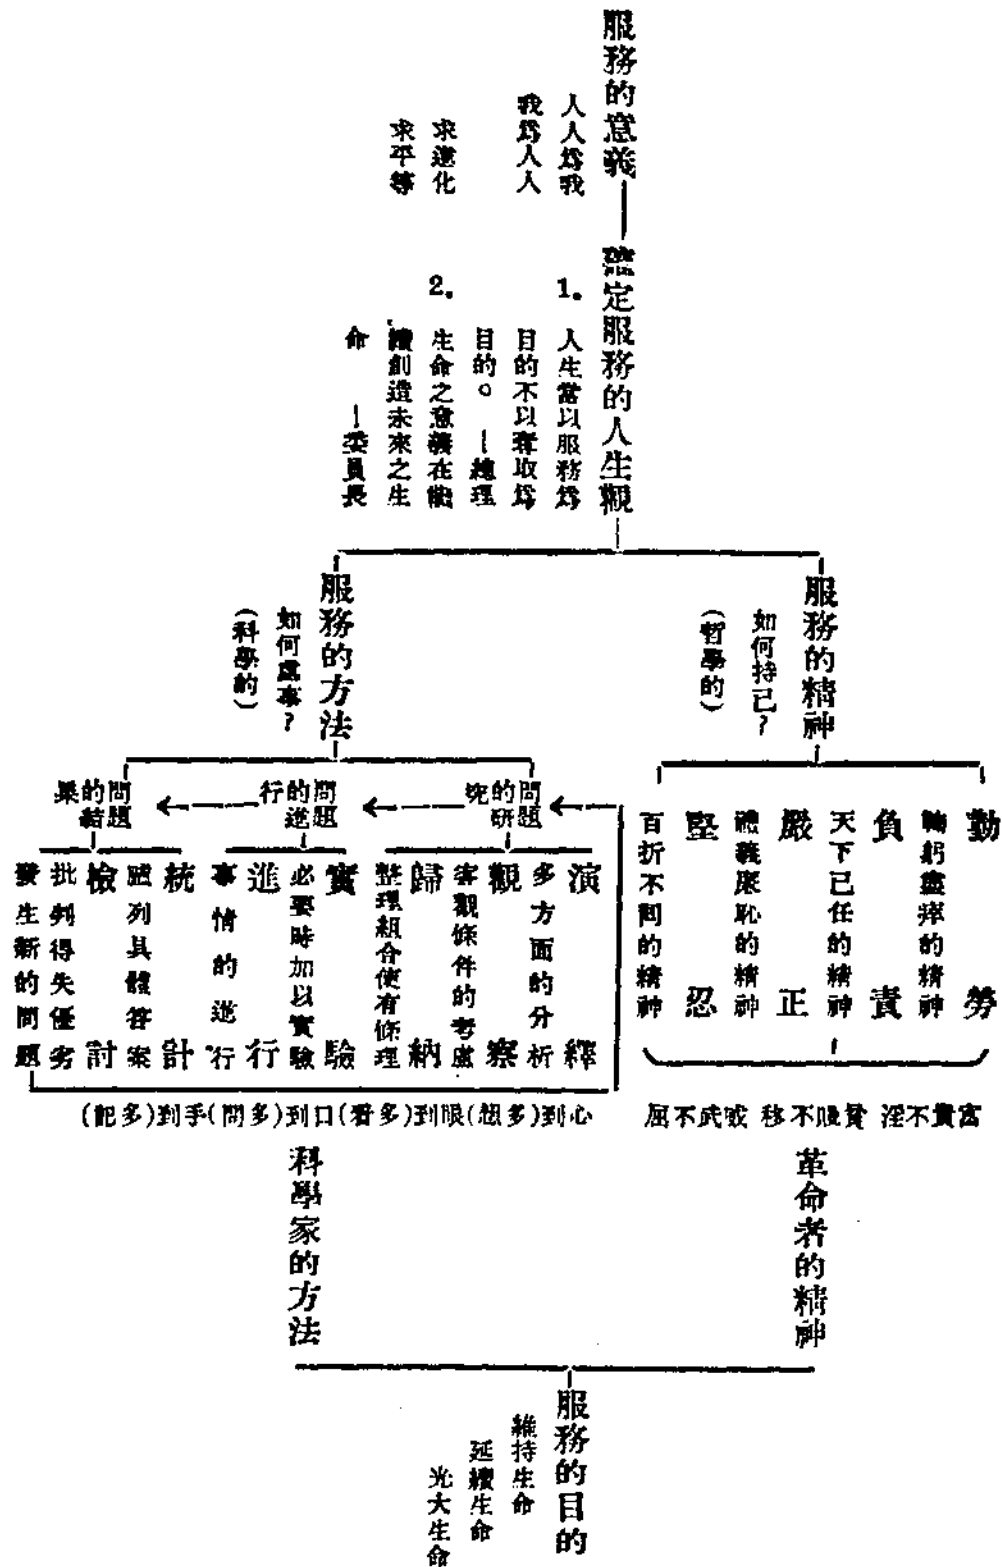 服務的意義
人人爲我
我爲人人
求進化
求平等
確定服務的人生觀
1. 人生當以服務爲
目的不以奪取爲
目的。—總理
2. 生命之意義在繼
續創造未來之生
命 —委員長
服務的精神
如何持己?
(哲學的)
勤勞
鞠躬盡瘁的精神
負責
天下己任的精神
嚴正
禮義廉恥的精神
堅忍
百折不回的精神
富貴不淫 貧賤不移 威武不屈
革命者的精神
服務的方法
如何處事?
(科學的)
問題
的研
究
演繹
多方面的分析
觀察
客觀條件的考慮
歸納
整理組合使有條理
問題
的進
行
實驗
必要時加以實驗
進行
事情的進行
問題
的結
果
統計
臚列具體答案
檢討
批判得失優劣
發生新的問題
心到(想多)眼到(看多)口到(問多)手到(記多)
科學家的方法
服務的目的
維持生命
延續生命
光大生命